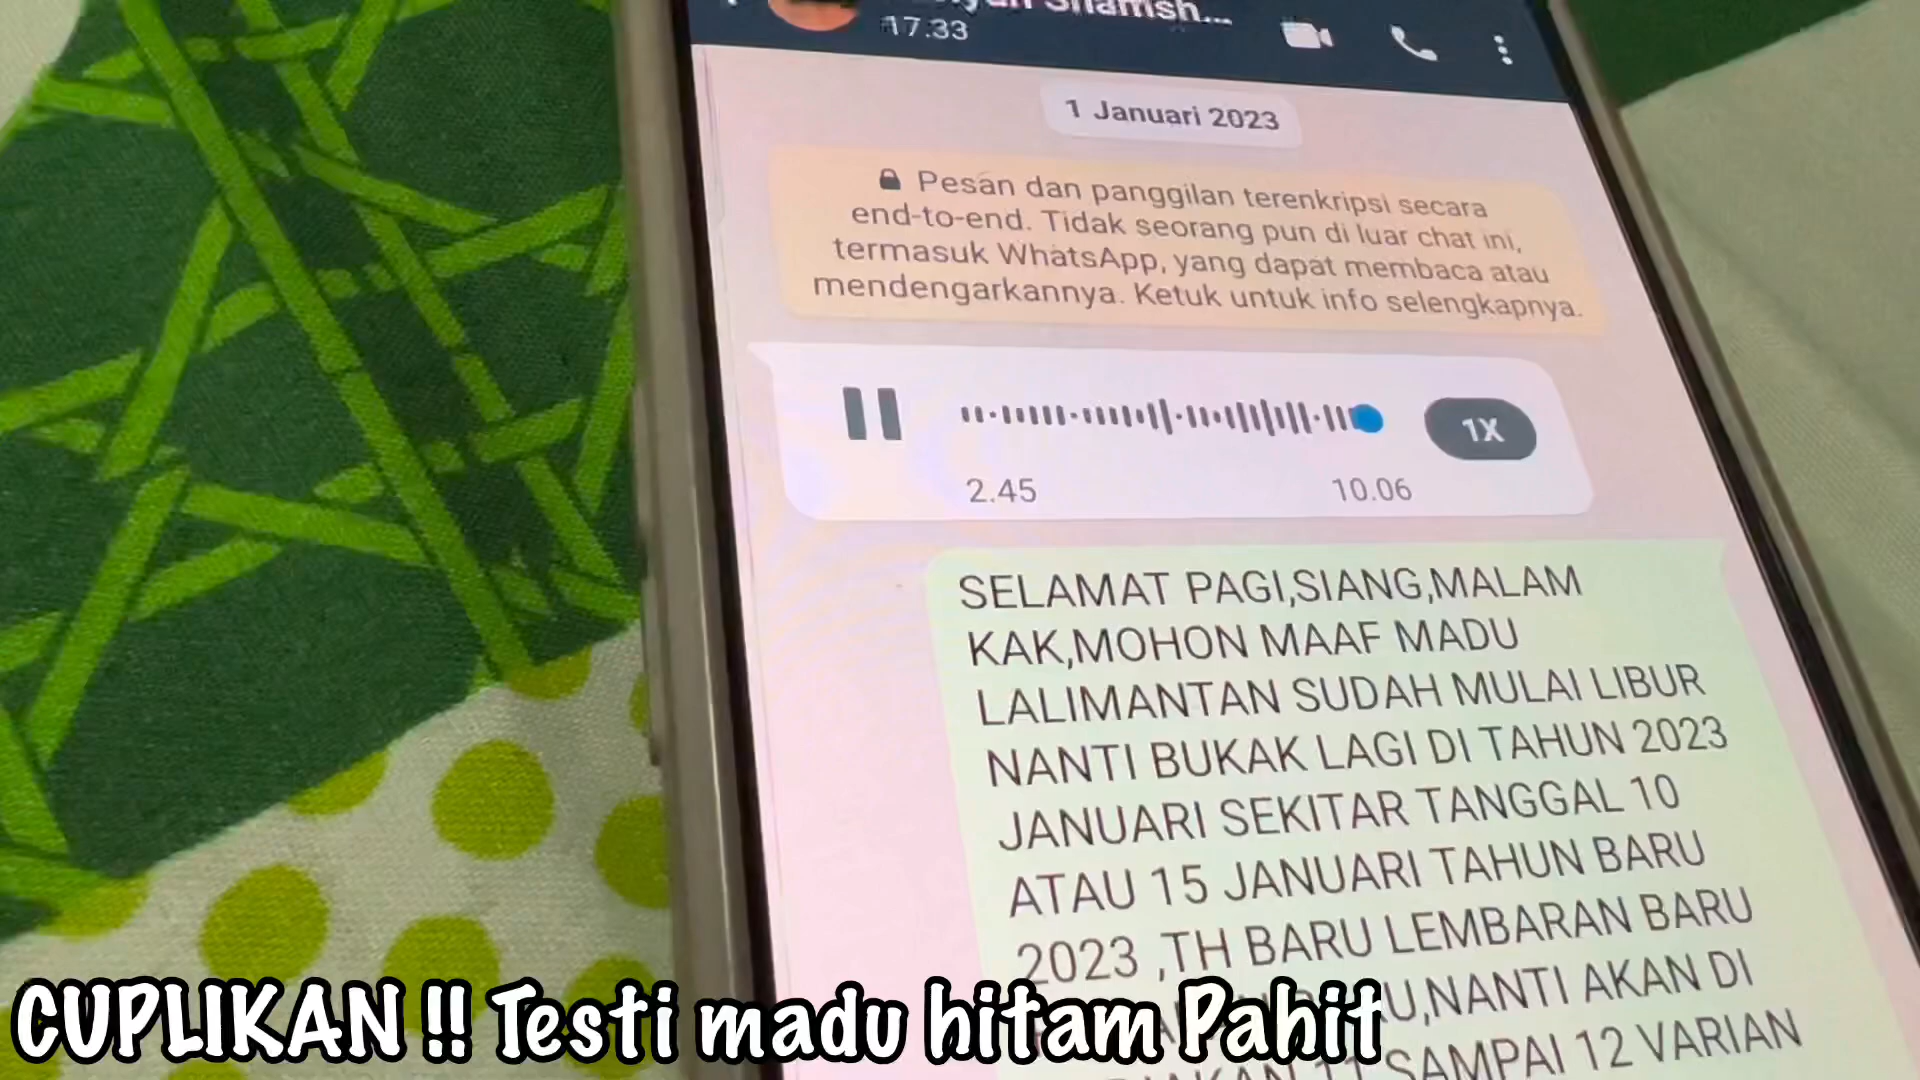 17.33
1 Januari 2023
Pesan dan panggilan terenkripsi secara
end-to-end. Tidak seorang pun di luar chat ini,
termasuk WhatsApp, yang dapat membaca atau
mendengarkannya. Ketuk untuk info selengkapnya.
1X
2.45 10.06
SELAMAT PAGI,SIANG,MALAM
KAK,MOHON MAAF MADU
LALIMANTAN SUDAH MULAI LIBUR
NANTI BUKAK LAGI DI TAHUN 2023
JANUARI SEKITAR TANGGAL 10
ATAU 15 JANUARI TAHUN BARU
2023 ,TH BARU LEMBARAN BARU
NANTI AKAN DI
SAMPAI 12 VARIAN
CUPLIKAN !! Testi madu hitam Pahit